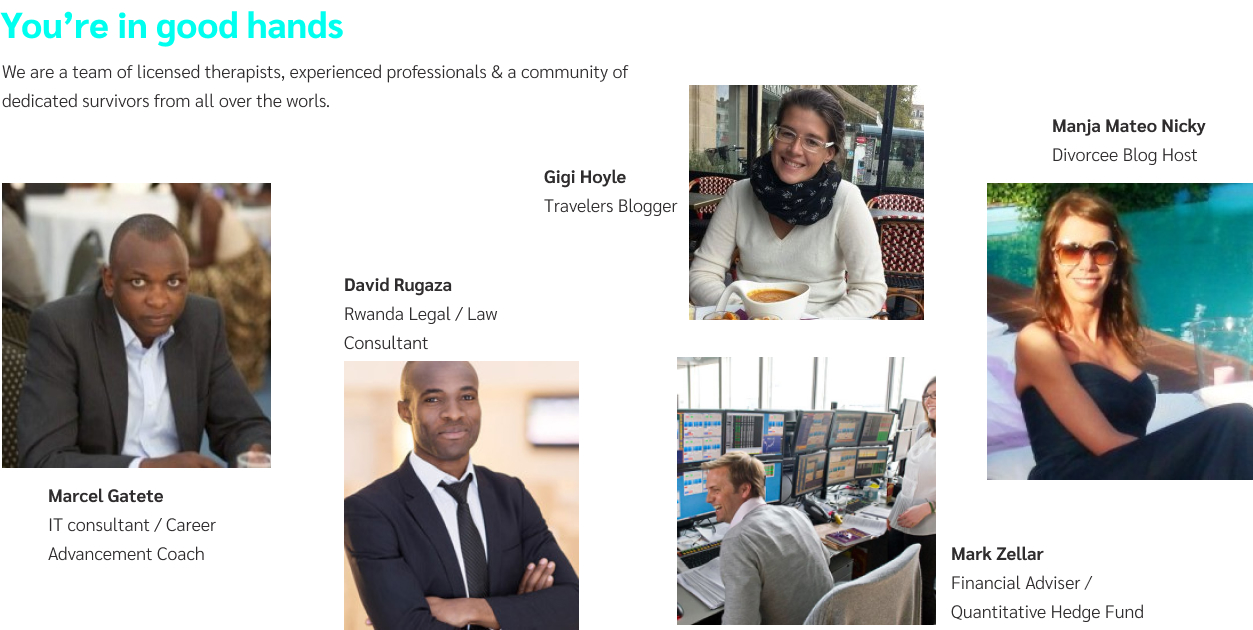 You're in good hands
We are a team of licensed therapists, experienced professionals & a community of
dedicated survivors from all over the worls.
Manja Mateo Nicky
Divorcee Blog Host
Gigi Hoyle
Travelers Blogger
David Rugaza
Rwanda Legal / Law
Consultant
Marcel Gatete
IT consultant / Career
Advancement Coach
Mark Zellar
Financial Adviser /
Quantitative Hedge Fund